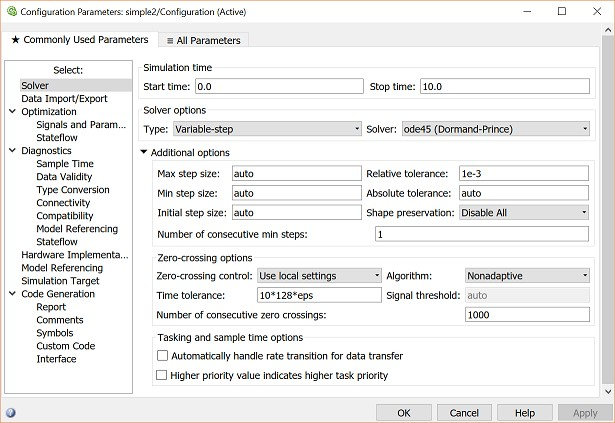 Configuration Parameters: simple2/Configuration (Active)
★ Commonly Used Parameters ≡ All Parameters
Select:
Solver
Data Import/Export
Optimization
Signals and Param...
Stateflow
Diagnostics
Sample Time
Data Validity
Type Conversion
Connectivity
Compatibility
Model Referencing
Stateflow
Hardware Implementa...
Model Referencing
Simulation Target
Code Generation
Report
Comments
Symbols
Custom Code
Interface
Simulation time
Start time: 0.0 Stop time: 10.0
Solver options
Type: Variable-step Solver: ode45 (Dormand-Prince)
Additional options
Max step size: auto Relative tolerance: 1e-3
Min step size: auto Absolute tolerance: auto
Initial step size: auto Shape preservation: Disable All
Number of consecutive min steps: 1
Zero-crossing options
Zero-crossing control: Use local settings Algorithm: Nonadaptive
Time tolerance: 10*128*eps Signal threshold: auto
Number of consecutive zero crossings: 1000
Tasking and sample time options
Automatically handle rate transition for data transfer
Higher priority value indicates higher task priority
OK Cancel Help Apply